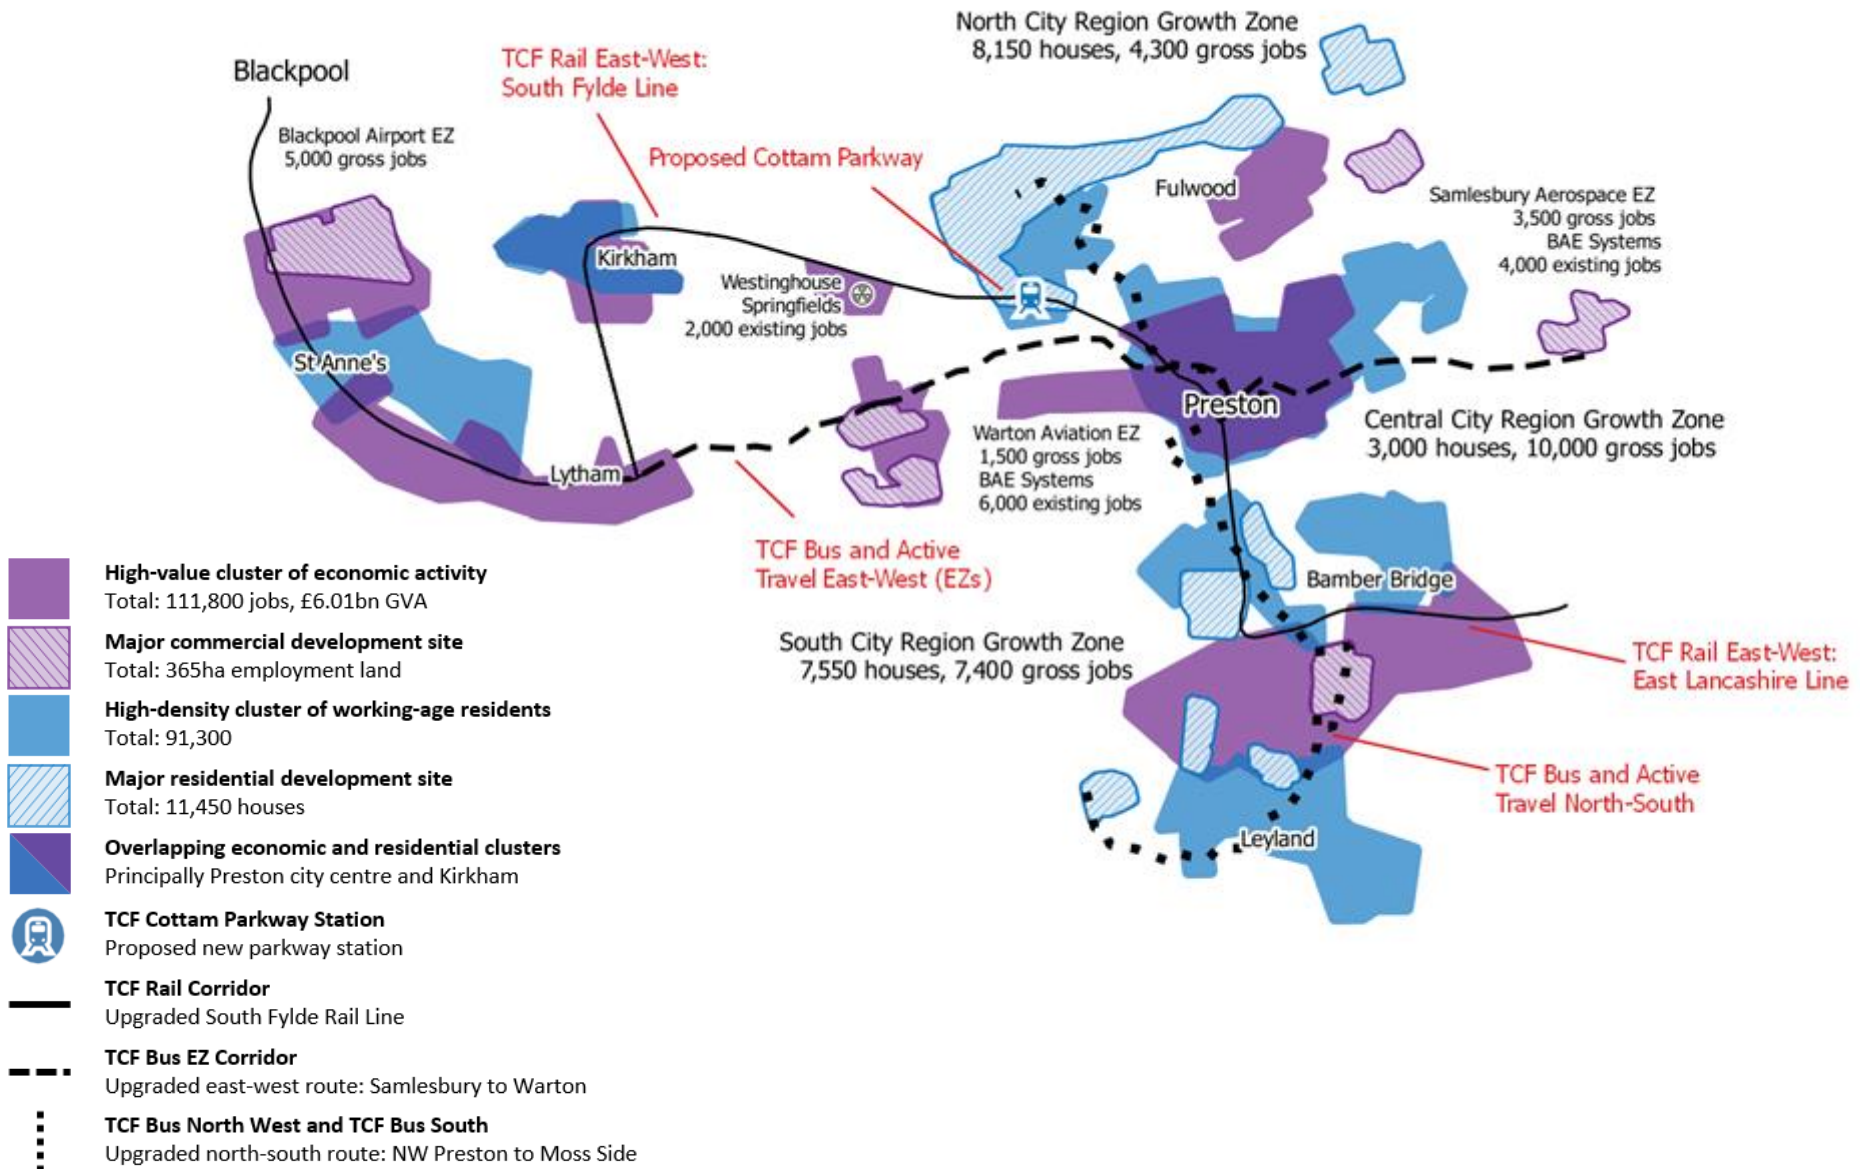 North City Region Growth Zone
8,150 houses, 4,300 gross jobs
TCF Rail East-West:
South Fylde Line
Blackpool
Blackpool Airport EZ
5,000 gross jobs
Proposed Cottam Parkway
Fulwood
Samlesbury Aerospace EZ
3,500 gross jobs
BAE Systems
4,000 existing jobs
Kirkham
Westinghouse
Springfields
2,000 existing jobs
St Anne's
Preston
Central City Region Growth Zone
3,000 houses, 10,000 gross jobs
Warton Aviation EZ
1,500 gross jobs
BAE Systems
6,000 existing jobs
Lytham
TCF Bus and Active
Travel East-West (EZs)
Bamber Bridge
South City Region Growth Zone
7,550 houses, 7,400 gross jobs
TCF Rail East-West:
East Lancashire Line
TCF Bus and Active
Travel North-South
Leyland
High-value cluster of economic activity
Total: 111,800 jobs, £6.01bn GVA
Major commercial development site
Total: 365ha employment land
High-density cluster of working-age residents
Total: 91,300
Major residential development site
Total: 11,450 houses
Overlapping economic and residential clusters
Principally Preston city centre and Kirkham
TCF Cottam Parkway Station
Proposed new parkway station
TCF Rail Corridor
Upgraded South Fylde Rail Line
TCF Bus EZ Corridor
Upgraded east-west route: Samlesbury to Warton
TCF Bus North West and TCF Bus South
Upgraded north-south route: NW Preston to Moss Side